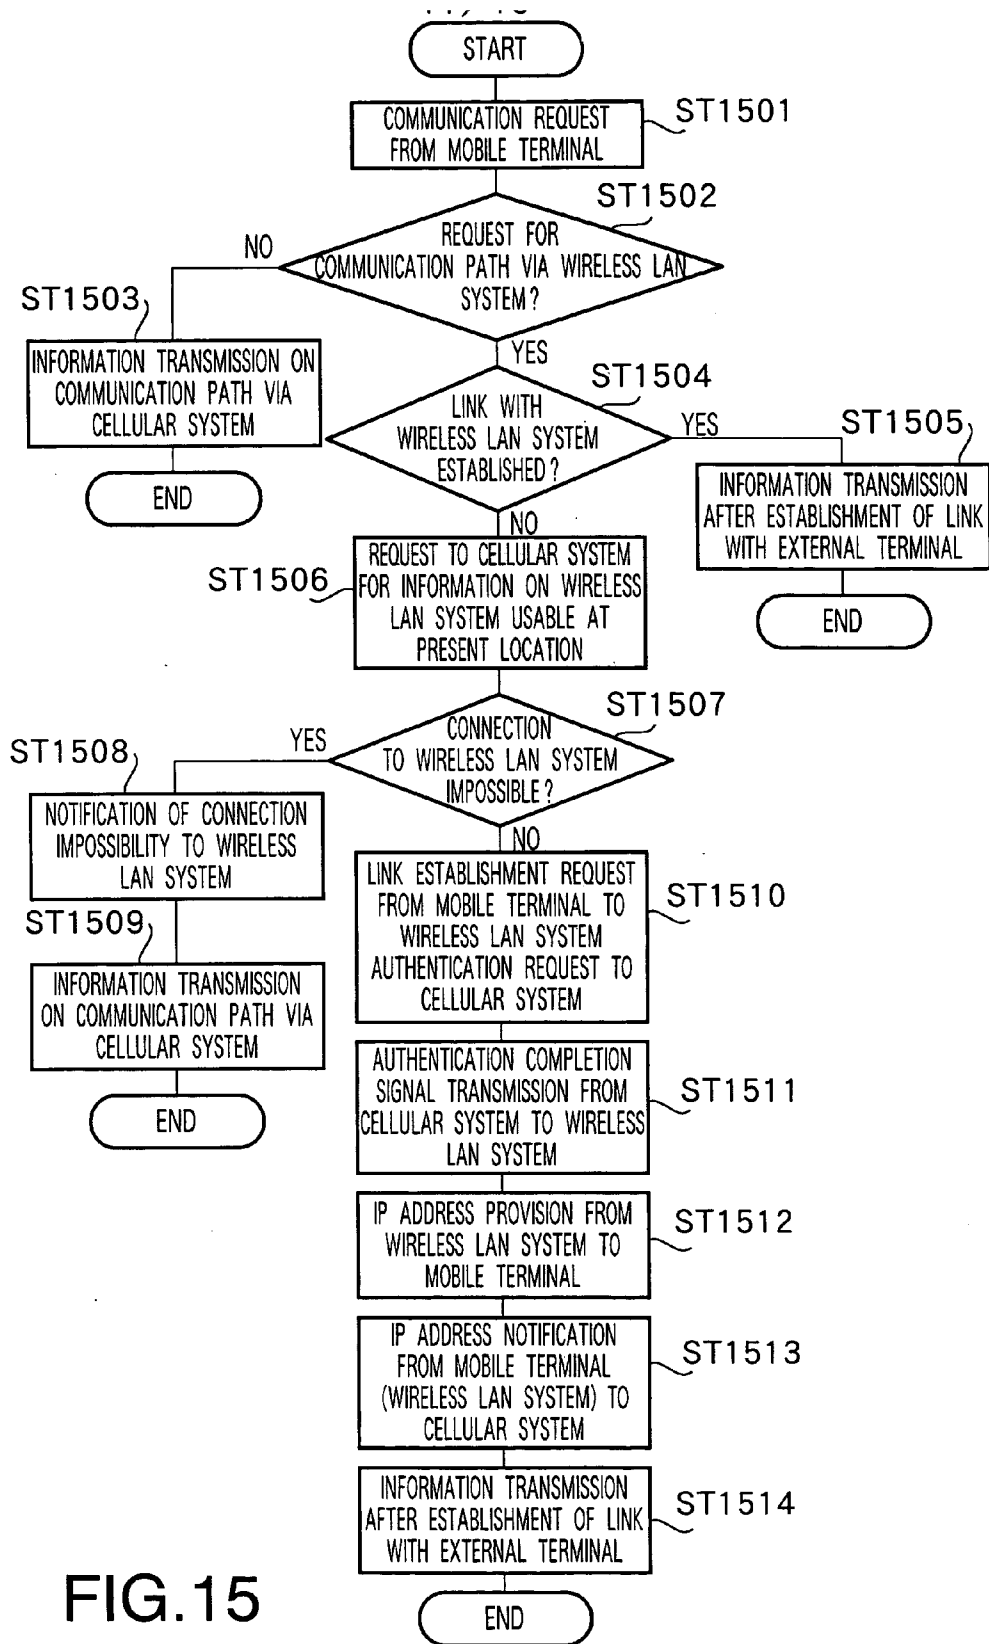 START
COMMUNICATION REQUEST
FROM MOBILE TERMINAL
ST1501
ST1502
REQUEST FOR
COMMUNICATION PATH VIA WIRELESS LAN
SYSTEM?
NO
YES
ST1503
INFORMATION TRANSMISSION ON
COMMUNICATION PATH VIA
CELLULAR SYSTEM
END
ST1504
LINK WITH
WIRELESS LAN SYSTEM
ESTABLISHED?
YES
NO
ST1505
INFORMATION TRANSMISSION
AFTER ESTABLISHMENT OF LINK
WITH EXTERNAL TERMINAL
END
ST1506
REQUEST TO CELLULAR SYSTEM
FOR INFORMATION ON WIRELESS
LAN SYSTEM USABLE AT
PRESENT LOCATION
ST1507
CONNECTION
TO WIRELESS LAN SYSTEM
IMPOSSIBLE?
YES
NO
ST1508
NOTIFICATION OF CONNECTION
IMPOSSIBILITY TO WIRELESS
LAN SYSTEM
ST1509
INFORMATION TRANSMISSION
ON COMMUNICATION PATH VIA
CELLULAR SYSTEM
END
LINK ESTABLISHMENT REQUEST
FROM MOBILE TERMINAL TO
WIRELESS LAN SYSTEM
AUTHENTICATION REQUEST TO
CELLULAR SYSTEM
ST1510
AUTHENTICATION COMPLETION
SIGNAL TRANSMISSION FROM
CELLULAR SYSTEM TO WIRELESS
LAN SYSTEM
ST1511
IP ADDRESS PROVISION FROM
WIRELESS LAN SYSTEM TO
MOBILE TERMINAL
ST1512
IP ADDRESS NOTIFICATION
FROM MOBILE TERMINAL
(WIRELESS LAN SYSTEM) TO
CELLULAR SYSTEM
ST1513
INFORMATION TRANSMISSION
AFTER ESTABLISHMENT OF LINK
WITH EXTERNAL TERMINAL
ST1514
END
FIG.15